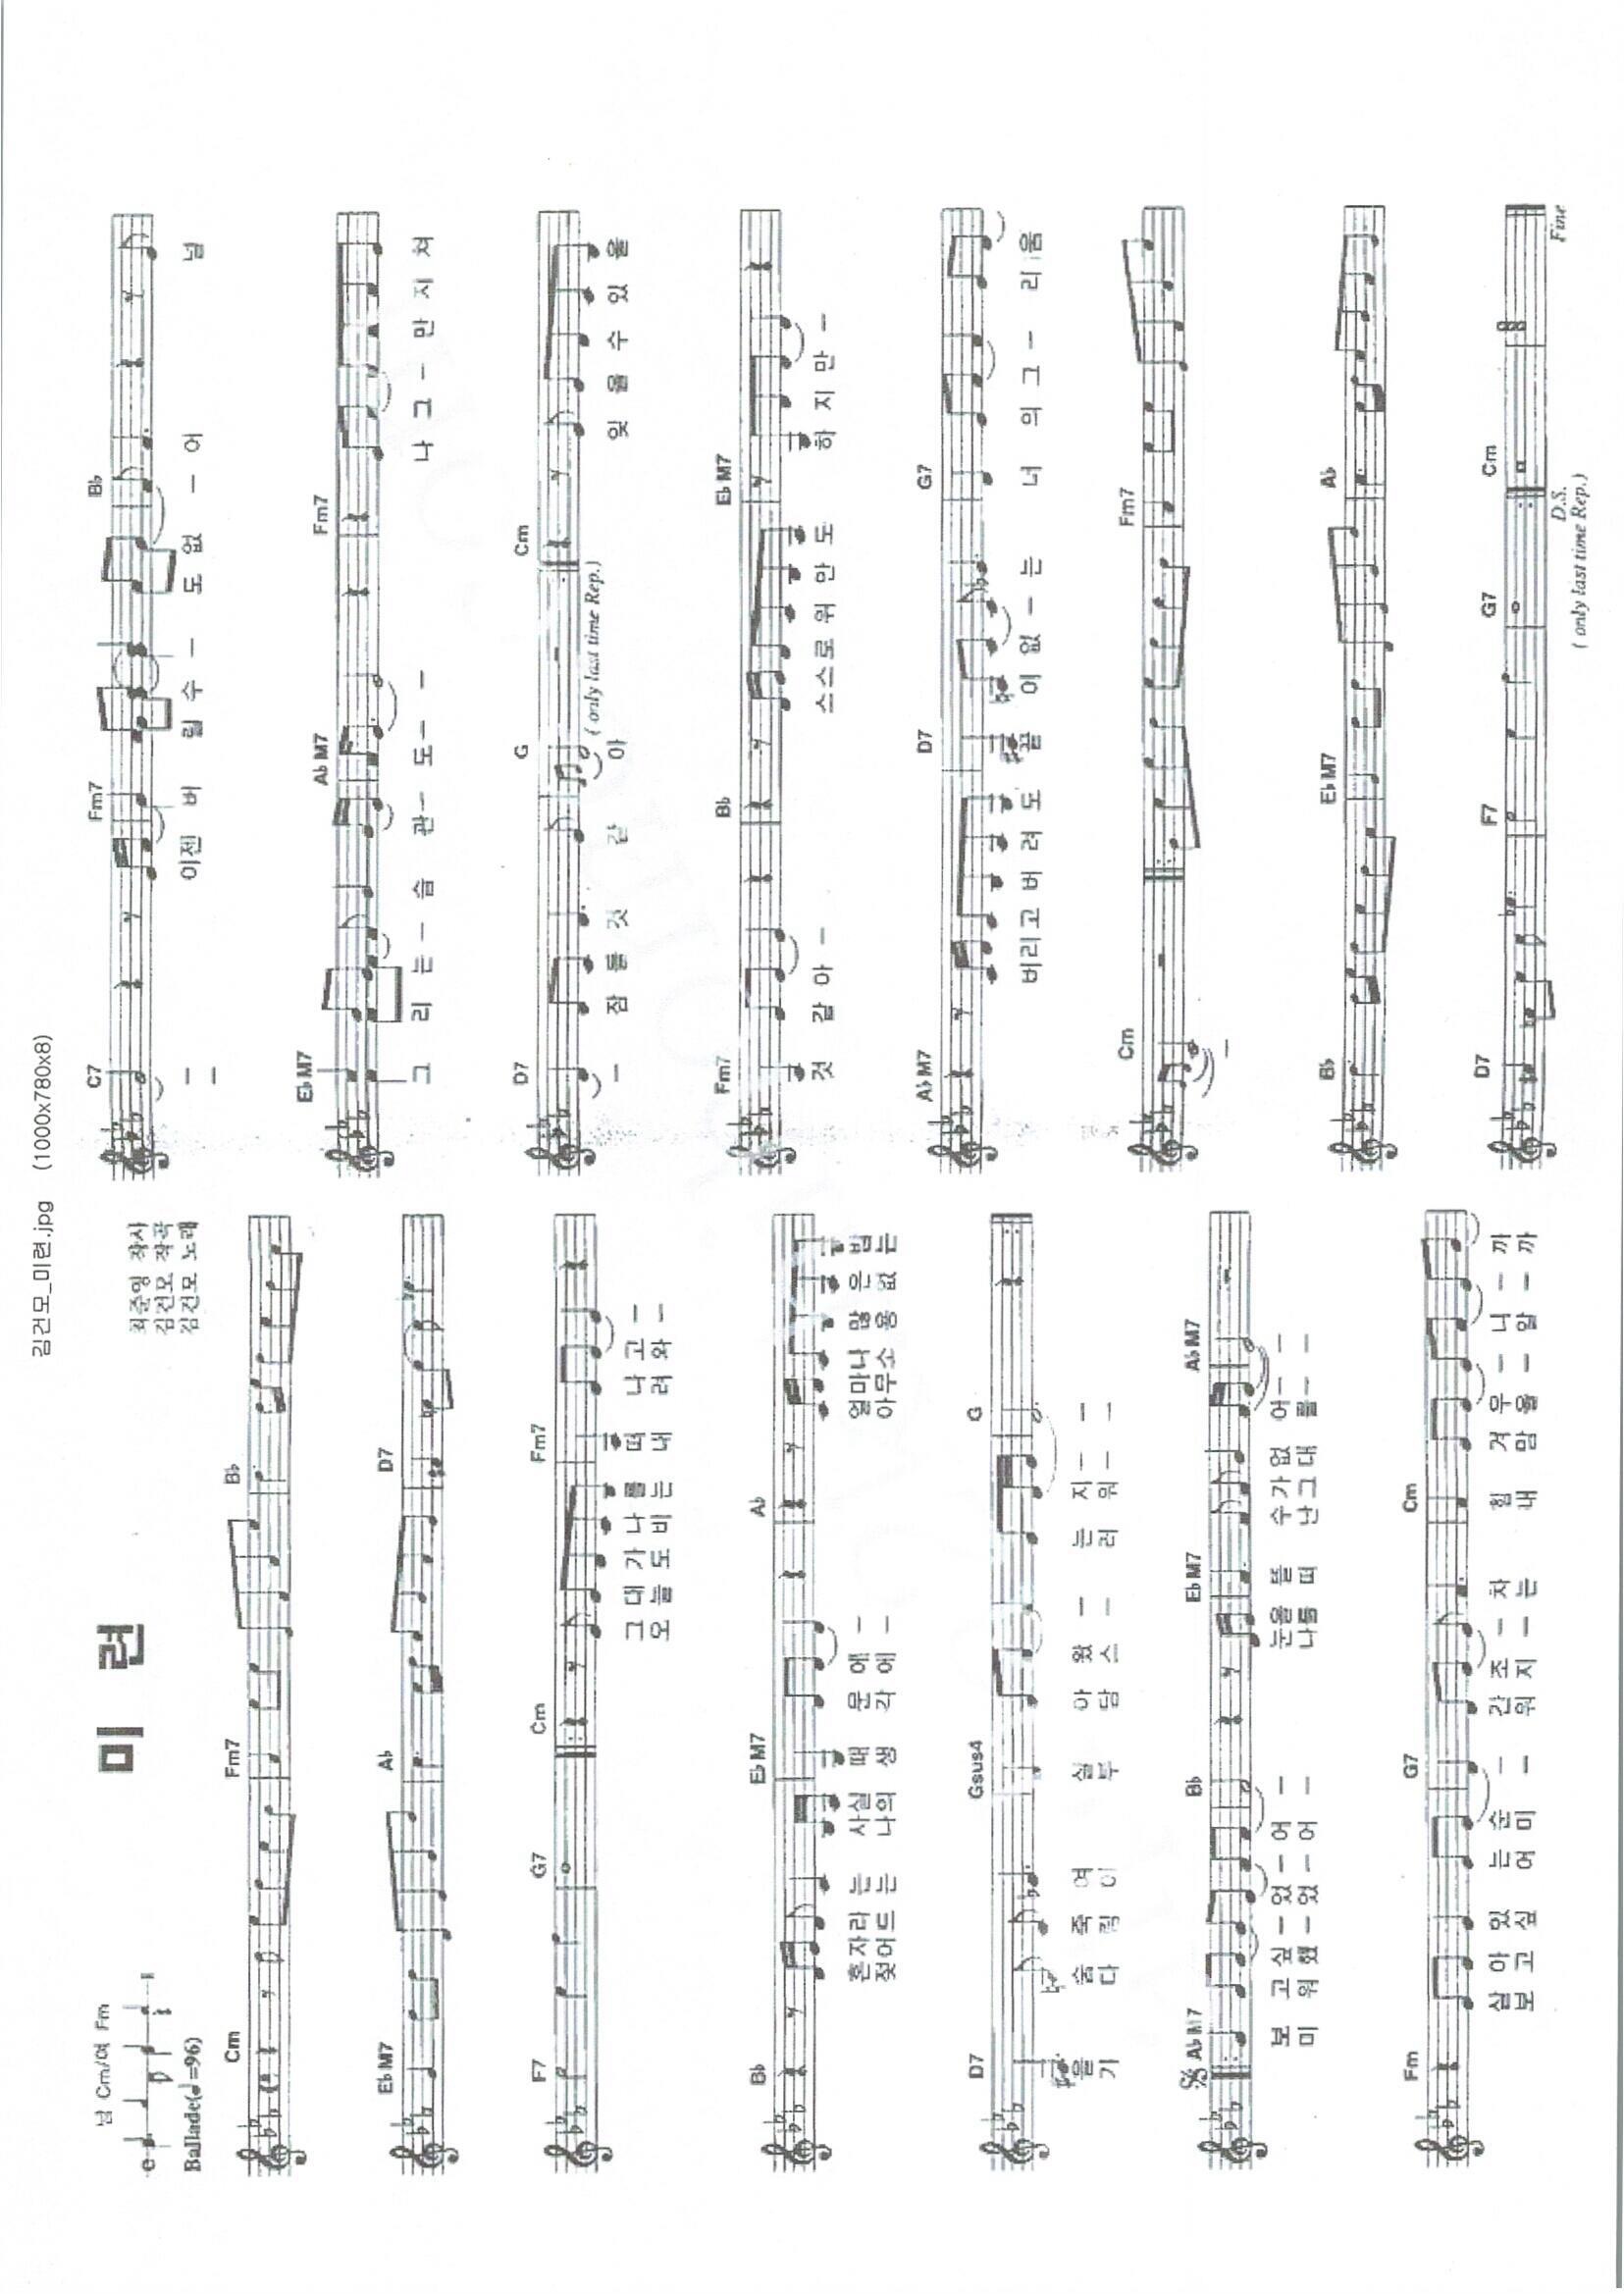 김건모_미련.jpg (1000x780x8)
남 Cm/여 Fm
미 련
Ballade(♩=96)
최준영 작사
김건모 작곡
김건모 노래
Cm Fm7 B♭
E♭M7 A♭ D7
F7 G7 Cm Fm7
그 대 가 나 를 떠 나 고 –
오 늘 도 비 는 내 려 와 –
B♭ E♭M7 A♭
혼자라 는 사실 때 문 에 – 얼마나 많 은 밤
젖어드 는 나의 생 각 에 – 아무소 용 없 는
D7 Gsus4 G
을 숨 죽 여 살 아 왔 – 는 지 – –
기 다 림 이 부 담 스 – 러 워 – –
A♭M7 B♭ E♭M7 A♭M7
보 고 싶 – 었 – 어 – 눈을 뜰 수 가 없 어 – –
미 워 했 – 었 – 어 – 나를 떠 난 그 대 를 – –
Fm G7 Cm
살 아 있 는 순 – 간 조 – 차 힘 겨 우 – 니 – 까
보 고 싶 어 미 – 워 지 – 는 내 맘 을 – 알 – 까
C7 Fm7 B♭
– 이젠 버 릴 수 – 도 없 – 어 널
–
E♭M7 A♭M7 Fm7
그 리 는 – 습 관 – 도 – – 나 그 – 만 지 쳐
D7 G Cm
( only last time Rep.)
– 잠 들 것 같 아 잊 을 수 있 을
Fm7 B♭ E♭M7
것 같 아 – 스스로 위 안 도 하 지 만 –
A♭M7 D7 G7
버리고 버 려 도 끝 이 없 – 는 너 의 그 – 리 움
Cm Fm7
–
B♭ E♭M7 A♭
D7 F7 G7 Cm
D.S. Fine
( only last time Rep.)